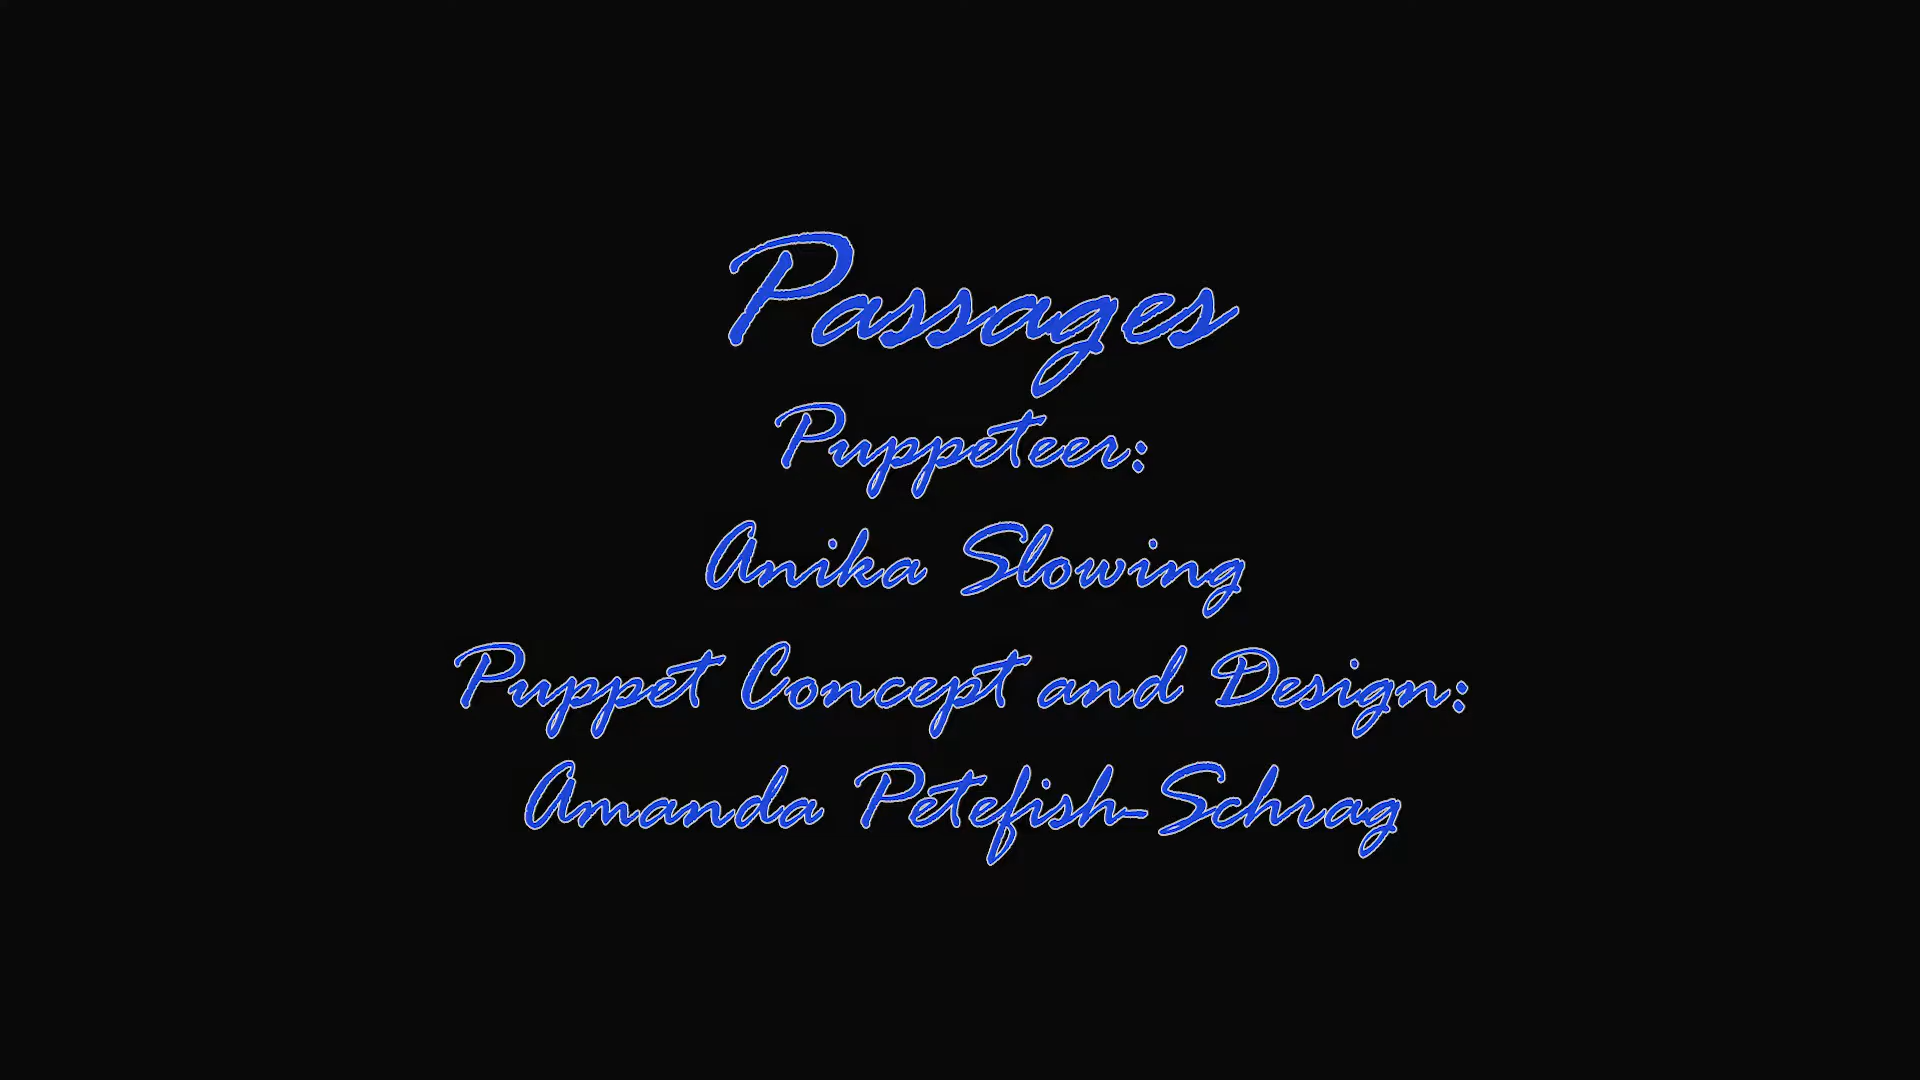 Passages
Puppeteer:
Anika Slowing
Puppet Concept and Design:
Amanda Petefish-Schrag